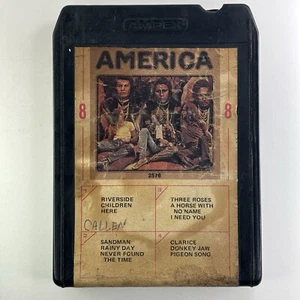 AMPEX
AMERICA
8
8
2576
RIVERSIDE
CHILDREN
HERE
THREE ROSES
A HORSE WITH
NO NAME
I NEED YOU
CALLEN
SANDMAN
RAINY DAY
NEVER FOUND
THE TIME
CLARICE
DONKEY JAW
PIGEON SONG